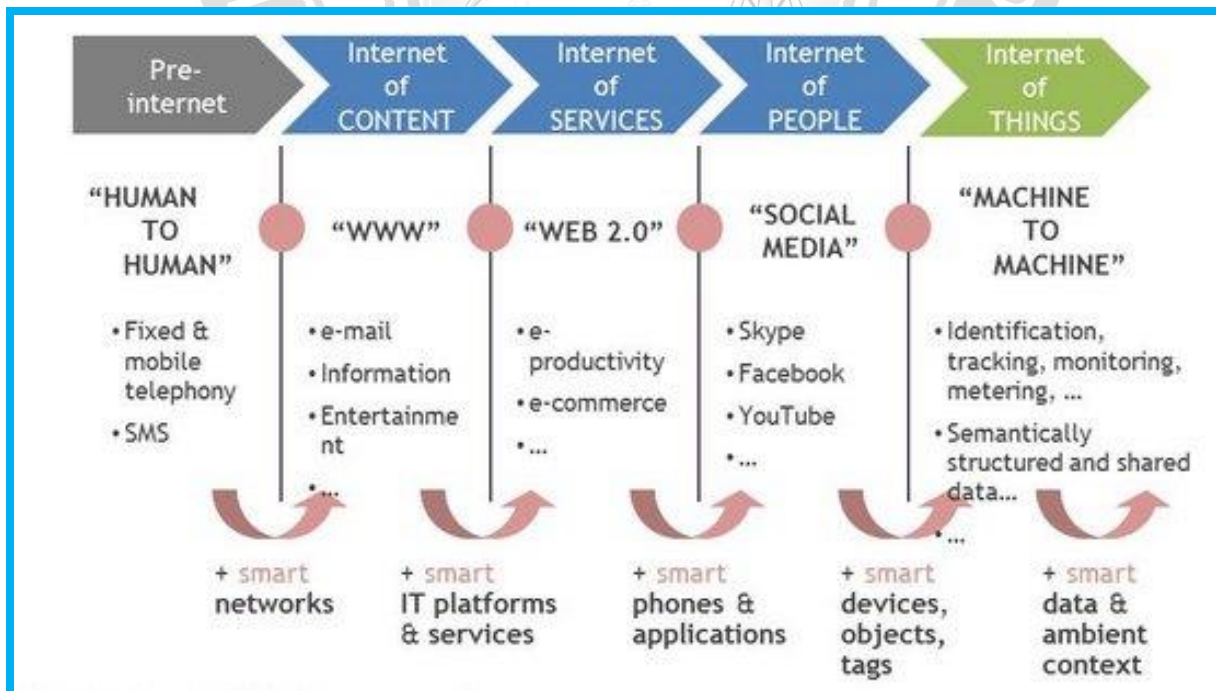 Pre-
internet
Internet
of
CONTENT
Internet
of
SERVICES
Internet
of
PEOPLE
Internet
of
THINGS
“HUMAN
TO
HUMAN”
“WWW”
“WEB 2.0”
“SOCIAL
MEDIA”
“MACHINE
TO
MACHINE”
• Fixed &
mobile
telephony
• SMS
• e-mail
• Information
• Entertainme
nt
• ...
• e-
productivity
• e-commerce
• ...
• Skype
• Facebook
• YouTube
• ...
• Identification,
tracking, monitoring,
metering, ...
• Semantically
structured and shared
data...
• ...
+ smart
networks
+ smart
IT platforms
& services
+ smart
phones &
applications
+ smart
devices,
objects,
tags
+ smart
data &
ambient
context